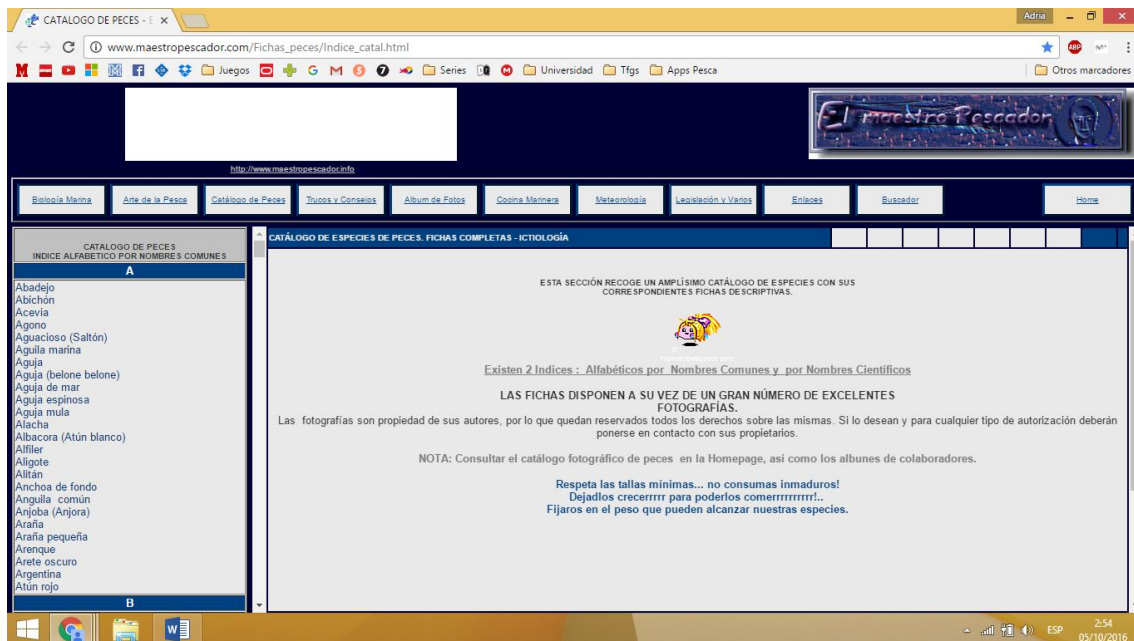 CATALOGO DE PECES - E
Adria
www.maestropescador.com/Fichas_peces/Indice_catal.html
ABP
Juegos
Series
Universidad
Tfgs
Apps Pesca
Otros marcadores
El maestro Pescador
http://www.maestropescador.info
Biología Marina
Arte de la Pesca
Catálogo de Peces
Trucos y Consejos
Album de Fotos
Cocina Marinera
Meteorología
Legislación y Varios
Enlaces
Buscador
Home
CATALOGO DE PECES
INDICE ALFABETICO POR NOMBRES COMUNES
A
Abadejo
Abichón
Acevia
Agono
Aguacioso (Saltón)
Aguila marina
Aguja
Aguja (belone belone)
Aguja de mar
Aguja espinosa
Aguja mula
Alacha
Albacora (Atún blanco)
Alfiler
Aligote
Alitán
Anchoa de fondo
Anguila común
Anjoba (Anjora)
Araña
Araña pequeña
Arenque
Arete oscuro
Argentina
Atún rojo
B
CATÁLOGO DE ESPECIES DE PECES. FICHAS COMPLETAS - ICTIOLOGÍA
ESTA SECCIÓN RECOGE UN AMPLÍSIMO CATÁLOGO DE ESPECIES CON SUS
CORRESPONDIENTES FICHAS DESCRIPTIVAS.
maestropescador.com
Existen 2 Indices : Alfabéticos por Nombres Comunes y por Nombres Científicos
LAS FICHAS DISPONEN A SU VEZ DE UN GRAN NÚMERO DE EXCELENTES
FOTOGRAFÍAS.
Las fotografías son propiedad de sus autores, por lo que quedan reservados todos los derechos sobre las mismas. Si lo desean y para cualquier tipo de autorización deberán
ponerse en contacto con sus propietarios.
NOTA: Consultar el catálogo fotográfico de peces en la Homepage, así como los albunes de colaboradores.
Respeta las tallas mínimas... no consumas inmaduros!
Dejadlos crecerrrrr para poderlos comerrrrrrrrr!..
Fijaros en el peso que pueden alcanzar nuestras especies.
ESP
2:54
05/10/2016